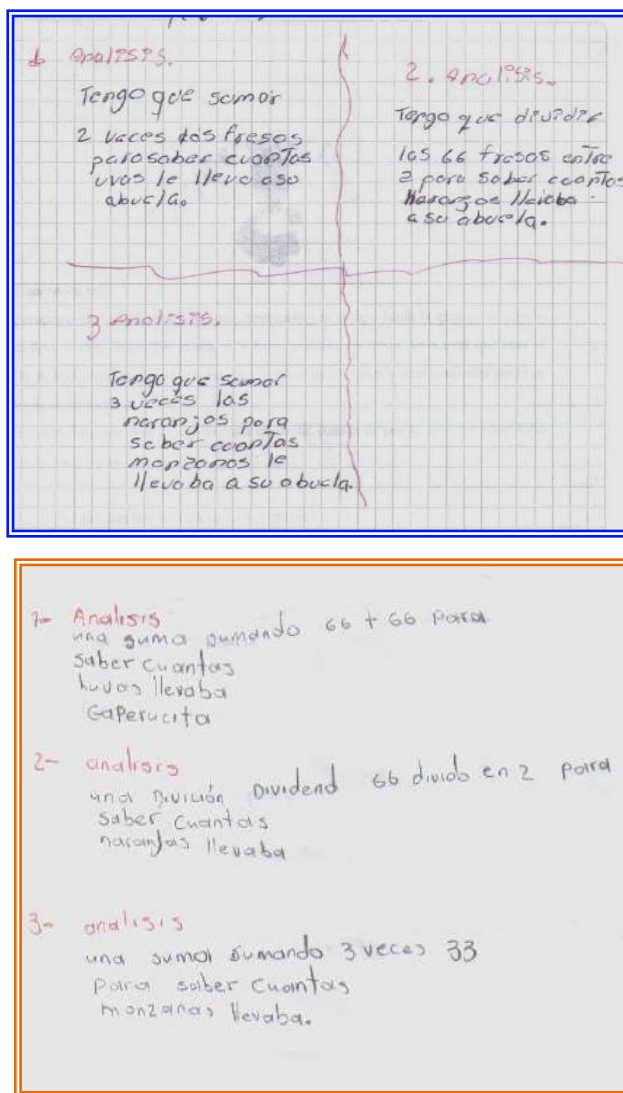 1 Analisis.
Tengo que sumar
2 veces las fresas
para saber cuantas
uvas le lleva a su
abuela.
2. Analisis.
Tengo que dividir
las 66 fresas entre
2 para saber cuantos
Naranjas llevaba
a su abuela.
3 Analisis.
Tengo que sumar
3 veces las
naranjas para
saber cuantas
manzanas le
llevaba a su abuela.
1- Analisis
una suma sumando 66 + 66 Para
saber cuantas
huvas llevaba
Caperucita
2- analisis
una División Dividend 66 divido en 2 para
saber cuantas
naranjas llevaba
3- analisis
una suma sumando 3 veces 33
Para saber cuantas
manzanas llevaba.